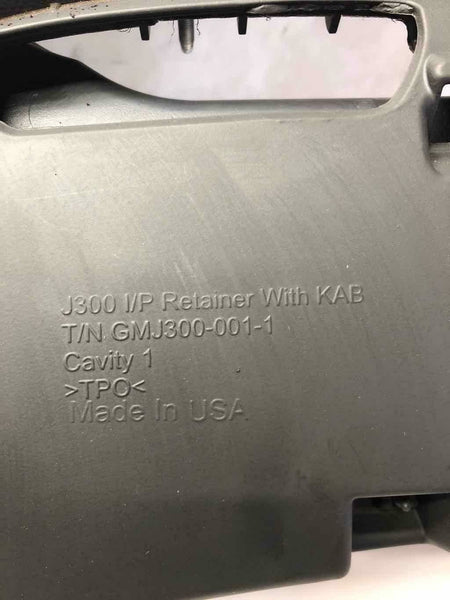 J300 I/P Retainer With KAB
T/N GMJ300-001-1
Cavity 1
>TPO<
Made In USA